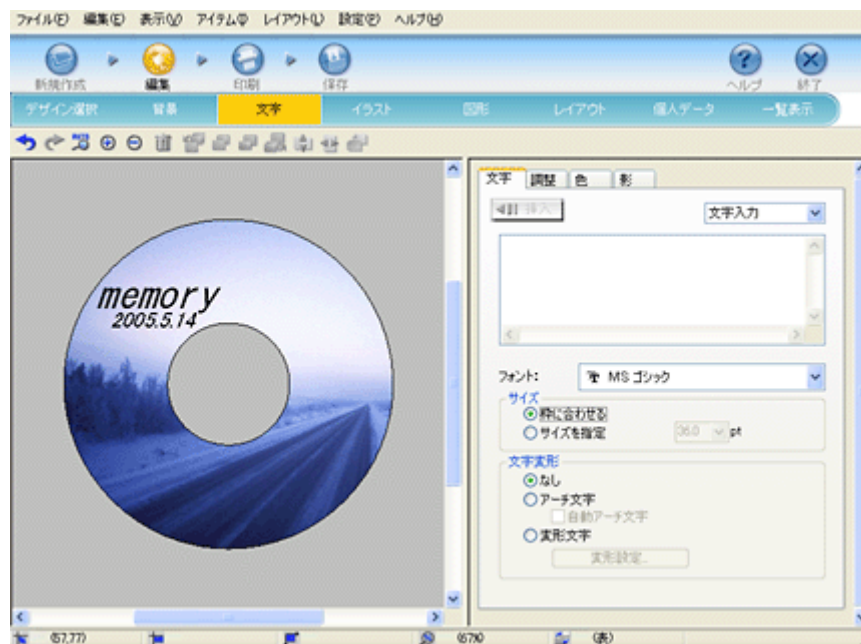 ファイル(F) 編集(E) 表示(V) アイテム(I) レイアウト(L) 設定(P) ヘルプ(H)
新規作成 編集 印刷 保存 ヘルプ 終了
デザイン選択 背景 文字 イラスト 図形 レイアウト 個人データ 一覧表示
文字 調整 色 影
挿入 文字入力
memory
2005.5.14
フォント: MS ゴシック
サイズ
枠に合わせる
サイズを指定 36.0 pt
文字変形
なし
アーチ文字
自動アーチ文字
変形文字
変形設定...
(57,77) (67%) (表)